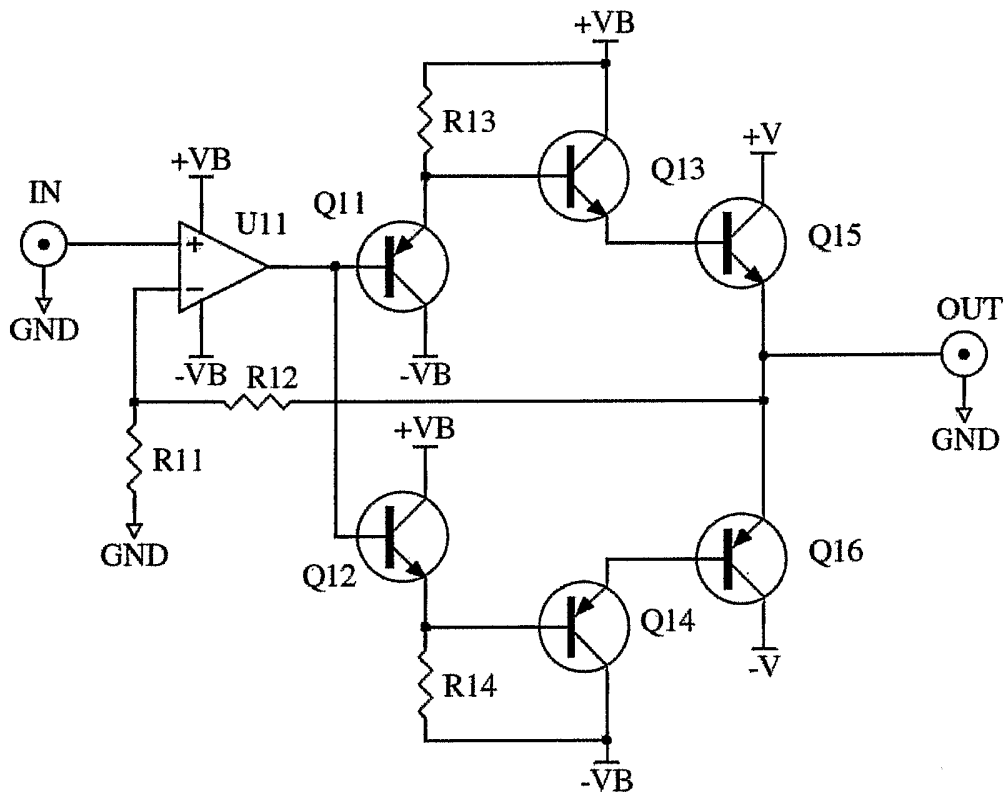 +VB
R13
+V
+VB
Q13
IN
U11
Q11
Q15
+
−
GND
OUT
-VB
-VB
R12
+VB
GND
R11
GND
Q12
Q16
Q14
R14
-V
-VB